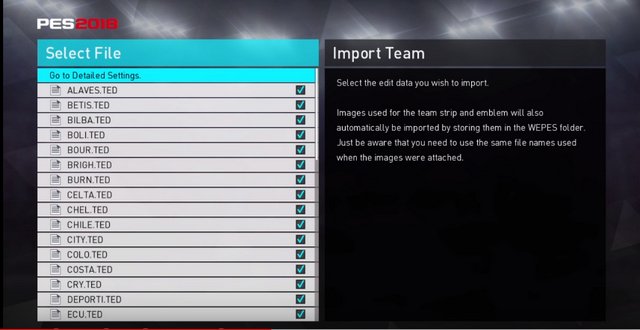 PES2018
Select File
Go to Detailed Settings.
ALAVES.TED
BETIS.TED
BILBA.TED
BOLI.TED
BOUR.TED
BRIGH.TED
BURN.TED
CELTA.TED
CHEL.TED
CHILE.TED
CITY.TED
COLO.TED
COSTA.TED
CRY.TED
DEPORTI.TED
ECU.TED
Import Team
Select the edit data you wish to import.
Images used for the team strip and emblem will also
automatically be imported by storing them in the WEPES folder.
Just be aware that you need to use the same file names used
when the images were attached.